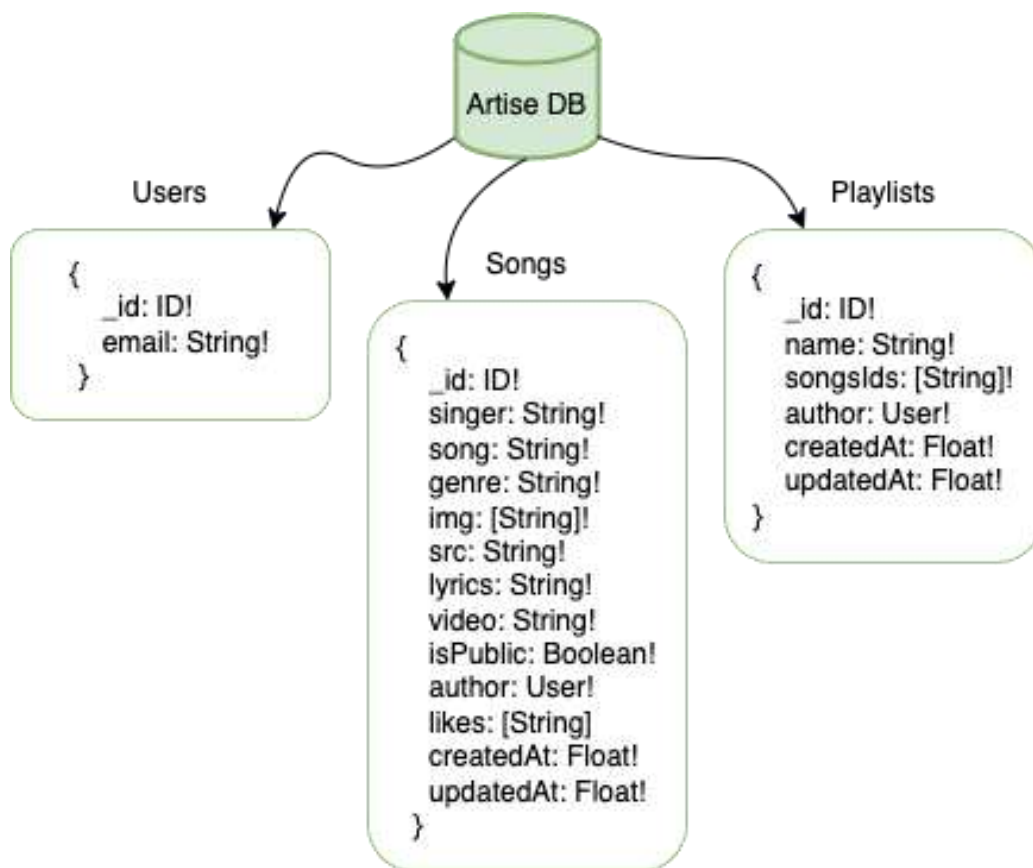 Artise DB
Users
{
_id: ID!
email: String!
}
Songs
{
_id: ID!
singer: String!
song: String!
genre: String!
img: [String]!
src: String!
lyrics: String!
video: String!
isPublic: Boolean!
author: User!
likes: [String]
createdAt: Float!
updatedAt: Float!
}
Playlists
{
_id: ID!
name: String!
songsIds: [String]!
author: User!
createdAt: Float!
updatedAt: Float!
}